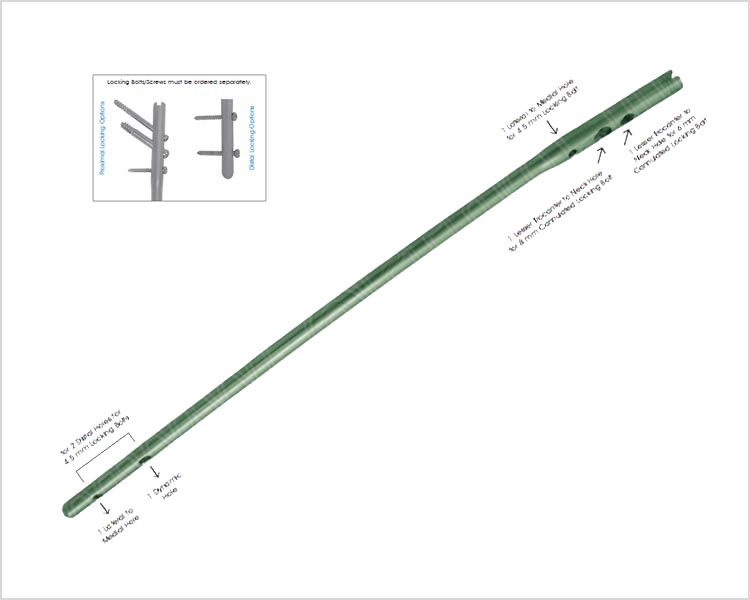 Locking Bolts/Screws must be ordered separately.
Proximal Locking Options
Distal Locking Options
1 Lateral to Medial Hole
for 4.5 mm Locking Bolt
1 Lesser Trocanter to
Neck Hole for 6 mm
Cannulated Locking Bolt
1 Lesser Trocanter to Neck Hole
for 6 mm Cannulated Locking Bolt
for 2 Distal Holes for
4.5 mm Locking Bolts
1 Dynamic
Hole
1 Lateral to
Medial Hole